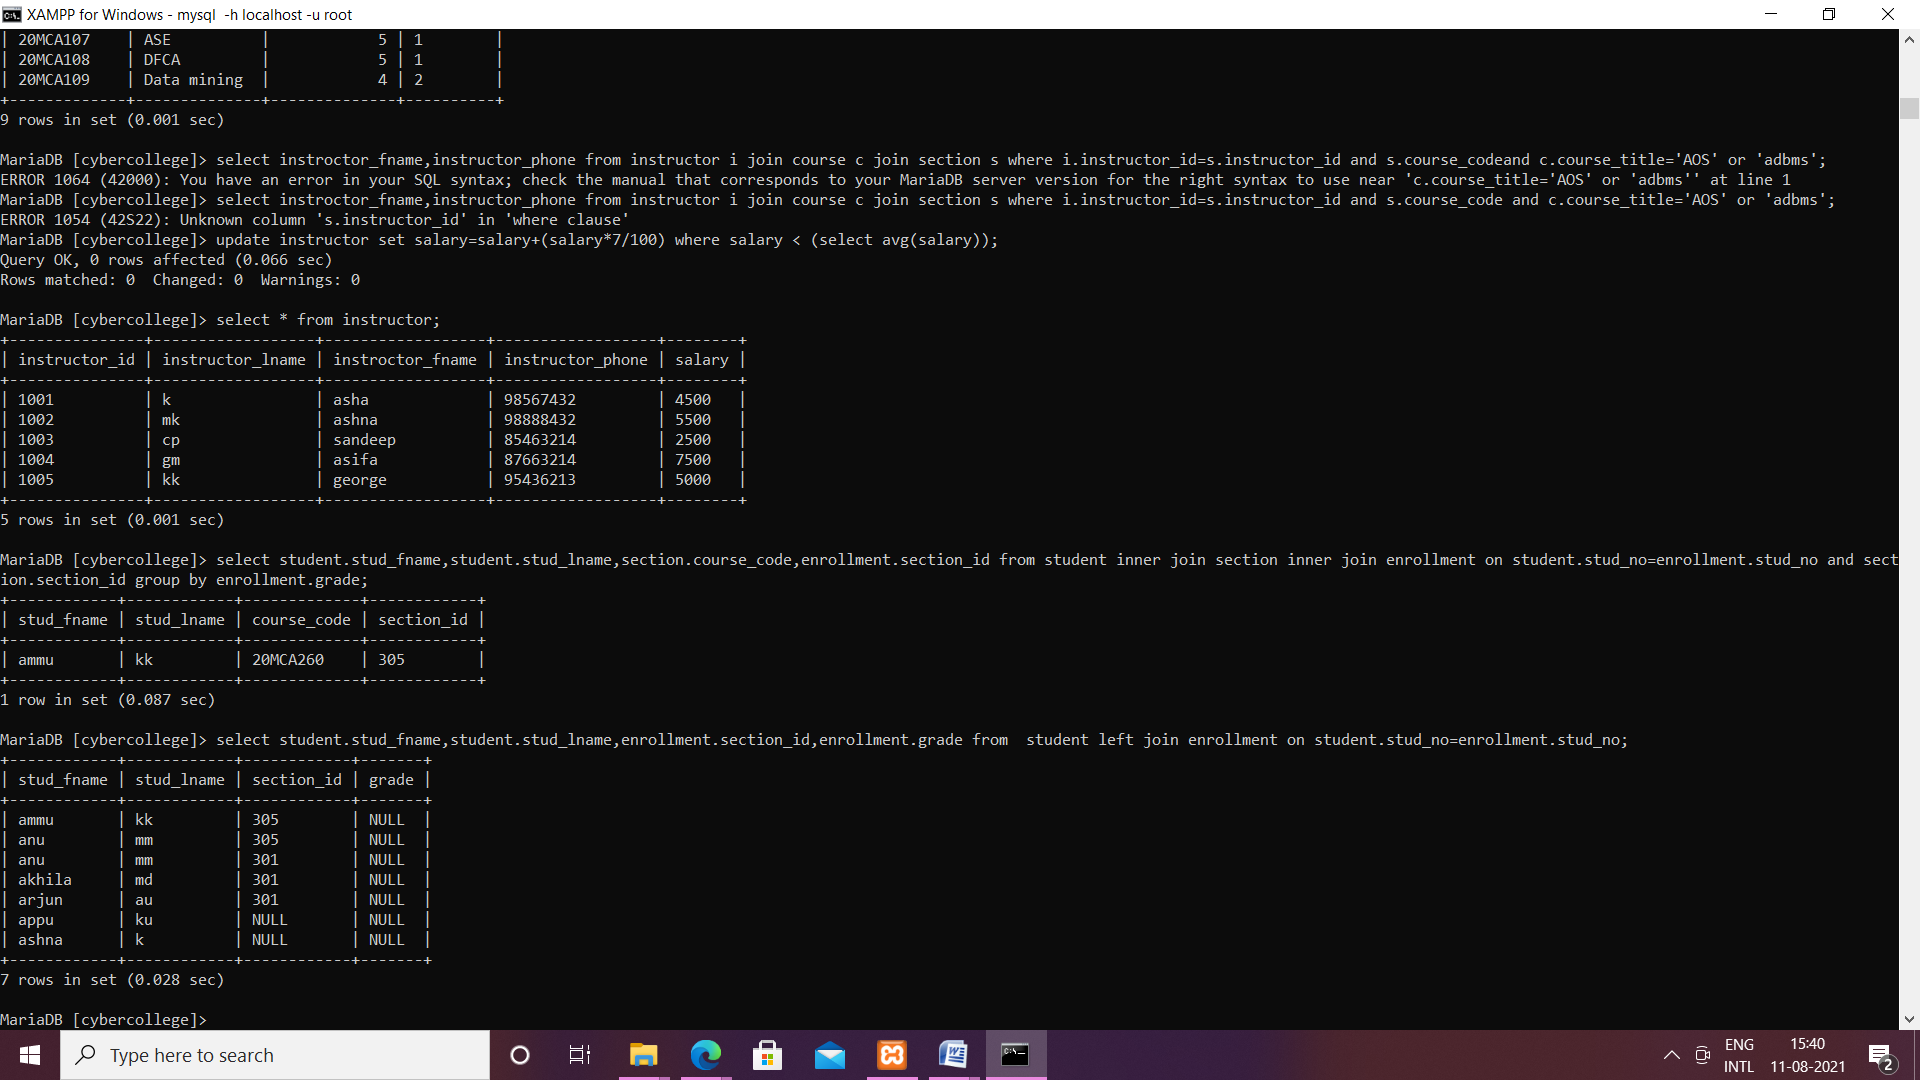 XAMPP for Windows - mysql  -h localhost -u root
| 20MCA107    | ASE          |            5 | 1        |
| 20MCA108    | DFCA         |            5 | 1        |
| 20MCA109    | Data mining  |            4 | 2        |
+-------------+--------------+--------------+----------+
9 rows in set (0.001 sec)
MariaDB [cybercollege]> select instroctor_fname,instructor_phone from instructor i join course c join section s where i.instructor_id=s.instructor_id and s.course_codeand c.course_title='AOS' or 'adbms';
ERROR 1064 (42000): You have an error in your SQL syntax; check the manual that corresponds to your MariaDB server version for the right syntax to use near 'c.course_title='AOS' or 'adbms'' at line 1
MariaDB [cybercollege]> select instroctor_fname,instructor_phone from instructor i join course c join section s where i.instructor_id=s.instructor_id and s.course_code and c.course_title='AOS' or 'adbms';
ERROR 1054 (42S22): Unknown column 's.instructor_id' in 'where clause'
MariaDB [cybercollege]> update instructor set salary=salary+(salary*7/100) where salary < (select avg(salary));
Query OK, 0 rows affected (0.066 sec)
Rows matched: 0  Changed: 0  Warnings: 0
MariaDB [cybercollege]> select * from instructor;
+---------------+------------------+------------------+------------------+--------+
| instructor_id | instructor_lname | instroctor_fname | instructor_phone | salary |
+---------------+------------------+------------------+------------------+--------+
| 1001          | k                | asha             | 98567432         | 4500   |
| 1002          | mk               | ashna            | 98888432         | 5500   |
| 1003          | cp               | sandeep          | 85463214         | 2500   |
| 1004          | gm               | asifa            | 87663214         | 7500   |
| 1005          | kk               | george           | 95436213         | 5000   |
+---------------+------------------+------------------+------------------+--------+
5 rows in set (0.001 sec)
MariaDB [cybercollege]> select student.stud_fname,student.stud_lname,section.course_code,enrollment.section_id from student inner join section inner join enrollment on student.stud_no=enrollment.stud_no and sect
ion.section_id group by enrollment.grade;
+------------+------------+-------------+------------+
| stud_fname | stud_lname | course_code | section_id |
+------------+------------+-------------+------------+
| ammu       | kk         | 20MCA260    | 305        |
+------------+------------+-------------+------------+
1 row in set (0.087 sec)
MariaDB [cybercollege]> select student.stud_fname,student.stud_lname,enrollment.section_id,enrollment.grade from  student left join enrollment on student.stud_no=enrollment.stud_no;
+------------+------------+------------+-------+
| stud_fname | stud_lname | section_id | grade |
+------------+------------+------------+-------+
| ammu       | kk         | 305        | NULL  |
| anu        | mm         | 305        | NULL  |
| anu        | mm         | 301        | NULL  |
| akhila     | md         | 301        | NULL  |
| arjun      | au         | 301        | NULL  |
| appu       | ku         | NULL       | NULL  |
| ashna      | k          | NULL       | NULL  |
+------------+------------+------------+-------+
7 rows in set (0.028 sec)
MariaDB [cybercollege]>
Type here to search
ENG
INTL
15:40
11-08-2021
2